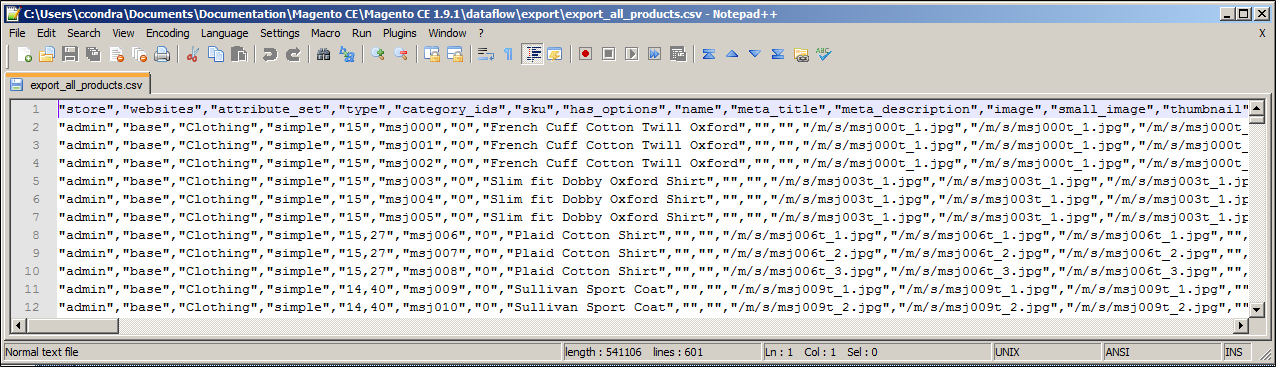 C:\Users\ccondra\Documents\Documentation\Magento CE\Magento CE 1.9.1\dataflow\export\export_all_products.csv - Notepad++
File Edit Search View Encoding Language Settings Macro Run Plugins Window ? X
export_all_products.csv
1 "store","websites","attribute_set","type","category_ids","sku","has_options","name","meta_title","meta_description","image","small_image","thumbnail"
2 "admin","base","Clothing","simple","15","msj000","0","French Cuff Cotton Twill Oxford","","","/m/s/msj000t_1.jpg","/m/s/msj000t_1.jpg","/m/s/msj000t_
3 "admin","base","Clothing","simple","15","msj001","0","French Cuff Cotton Twill Oxford","","","/m/s/msj000t_1.jpg","/m/s/msj000t_1.jpg","/m/s/msj000t_
4 "admin","base","Clothing","simple","15","msj002","0","French Cuff Cotton Twill Oxford","","","/m/s/msj000t_1.jpg","/m/s/msj000t_1.jpg","/m/s/msj000t_
5 "admin","base","Clothing","simple","15","msj003","0","Slim fit Dobby Oxford Shirt","","","/m/s/msj003t_1.jpg","/m/s/msj003t_1.jpg","/m/s/msj003t_1.jp
6 "admin","base","Clothing","simple","15","msj004","0","Slim fit Dobby Oxford Shirt","","","/m/s/msj003t_1.jpg","/m/s/msj003t_1.jpg","/m/s/msj003t_1.jp
7 "admin","base","Clothing","simple","15","msj005","0","Slim fit Dobby Oxford Shirt","","","/m/s/msj003t_1.jpg","/m/s/msj003t_1.jpg","/m/s/msj003t_1.jp
8 "admin","base","Clothing","simple","15,27","msj006","0","Plaid Cotton Shirt","","","/m/s/msj006t_1.jpg","/m/s/msj006t_1.jpg","/m/s/msj006t_1.jpg","",
9 "admin","base","Clothing","simple","15,27","msj007","0","Plaid Cotton Shirt","","","/m/s/msj006t_2.jpg","/m/s/msj006t_2.jpg","/m/s/msj006t_2.jpg","",
10 "admin","base","Clothing","simple","15,27","msj008","0","Plaid Cotton Shirt","","","/m/s/msj006t_3.jpg","/m/s/msj006t_3.jpg","/m/s/msj006t_3.jpg","",
11 "admin","base","Clothing","simple","14,40","msj009","0","Sullivan Sport Coat","","","/m/s/msj009t_1.jpg","/m/s/msj009t_1.jpg","/m/s/msj009t_1.jpg",""
12 "admin","base","Clothing","simple","14,40","msj010","0","Sullivan Sport Coat","","","/m/s/msj009t_2.jpg","/m/s/msj009t_2.jpg","/m/s/msj009t_2.jpg",""
Normal text file length : 541106 lines : 601 Ln : 1 Col : 1 Sel : 0 UNIX ANSI INS